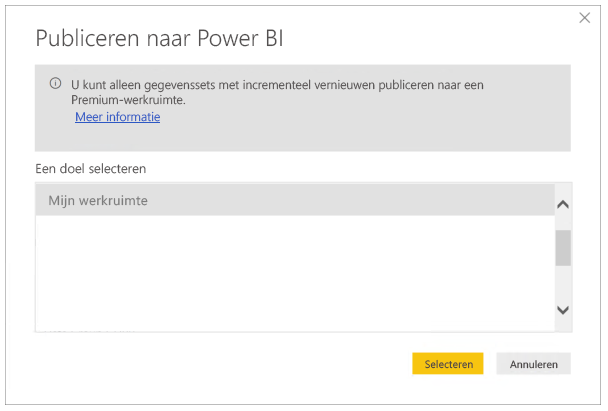 Publiceren naar Power BI
U kunt alleen gegevenssets met incrementeel vernieuwen publiceren naar een
Premium-werkruimte.
Meer informatie
Een doel selecteren
Mijn werkruimte
Selecteren
Annuleren